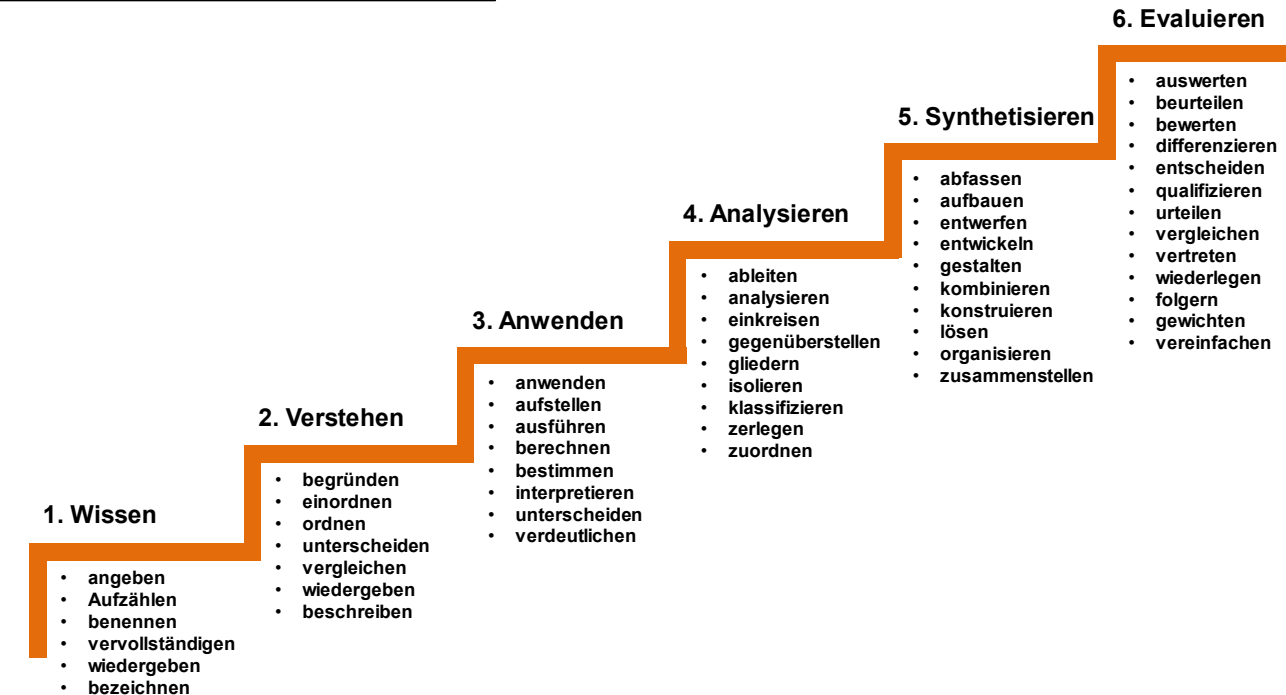 1. Wissen
angeben
Aufzählen
benennen
vervollständigen
wiedergeben
bezeichnen
2. Verstehen
begründen
einordnen
ordnen
unterscheiden
vergleichen
wiedergeben
beschreiben
3. Anwenden
anwenden
aufstellen
ausführen
berechnen
bestimmen
interpretieren
unterscheiden
verdeutlichen
4. Analysieren
ableiten
analysieren
einkreisen
gegenüberstellen
gliedern
isolieren
klassifizieren
zerlegen
zuordnen
5. Synthetisieren
abfassen
aufbauen
entwerfen
entwickeln
gestalten
kombinieren
konstruieren
lösen
organisieren
zusammenstellen
6. Evaluieren
auswerten
beurteilen
bewerten
differenzieren
entscheiden
qualifizieren
urteilen
vergleichen
vertreten
wiederlegen
folgern
gewichten
vereinfachen